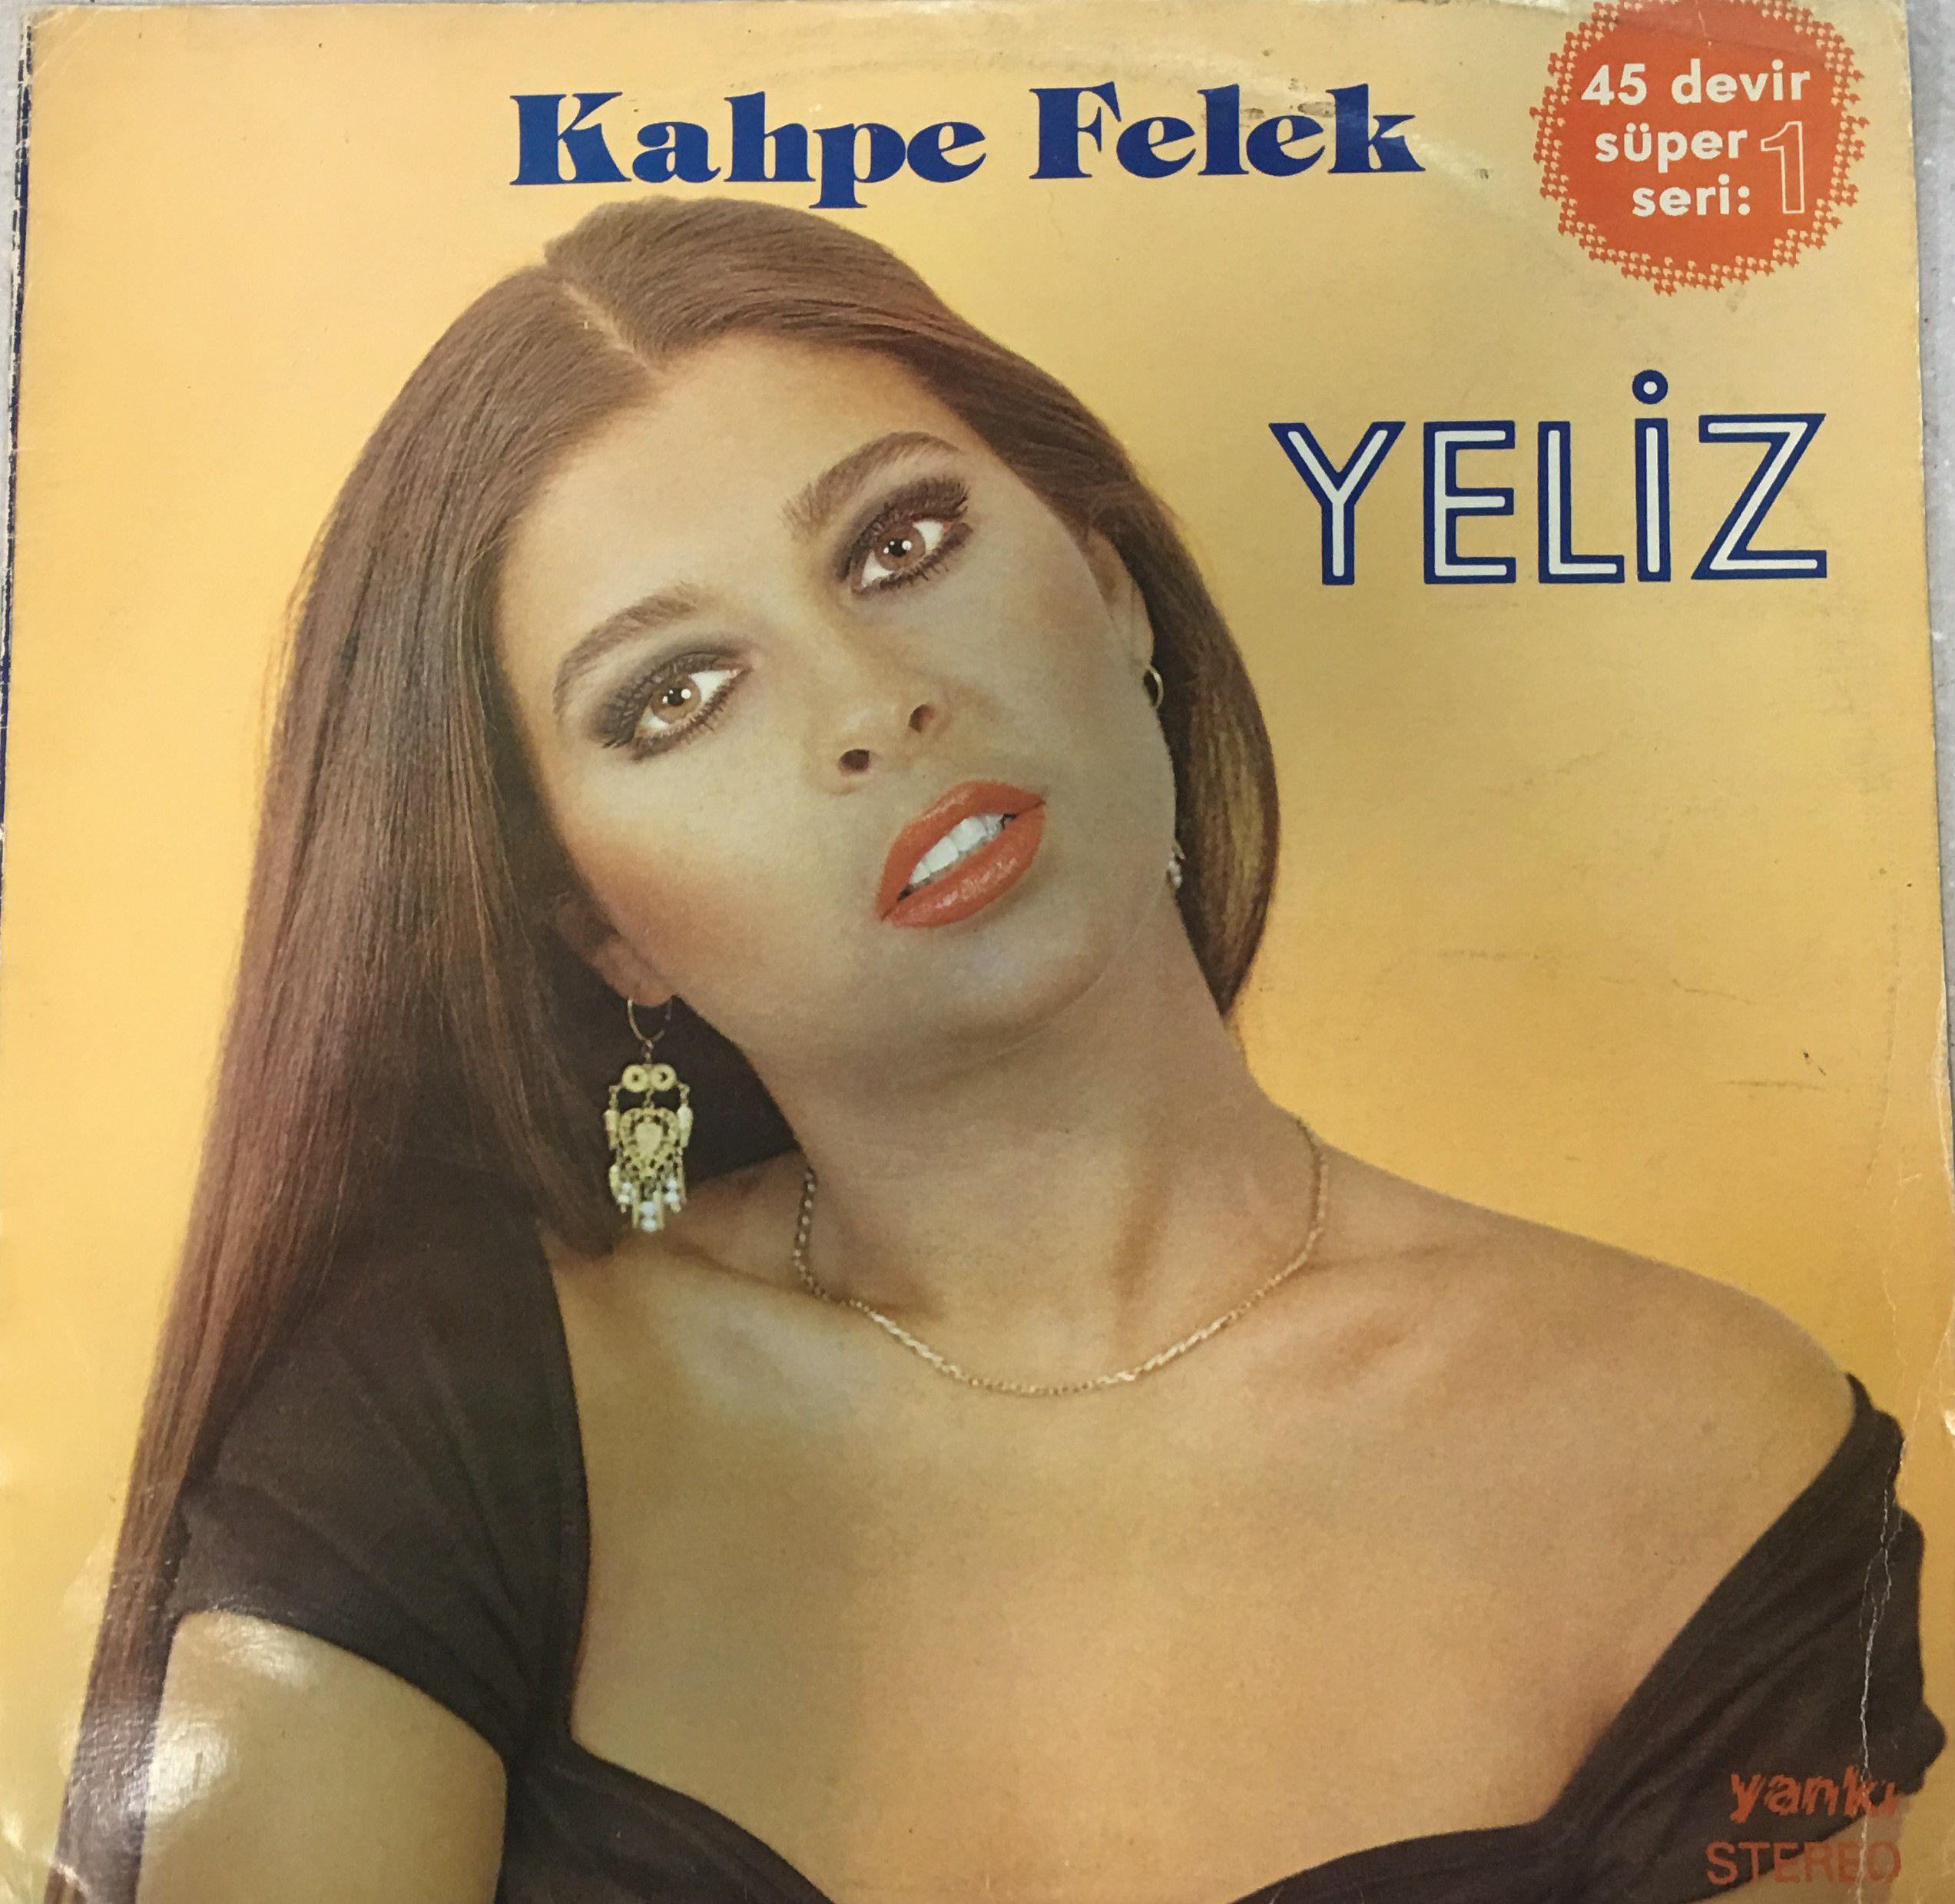 Kahpe Felek
45 devir
süper 1
seri:
YELİZ
yankı
STEREO